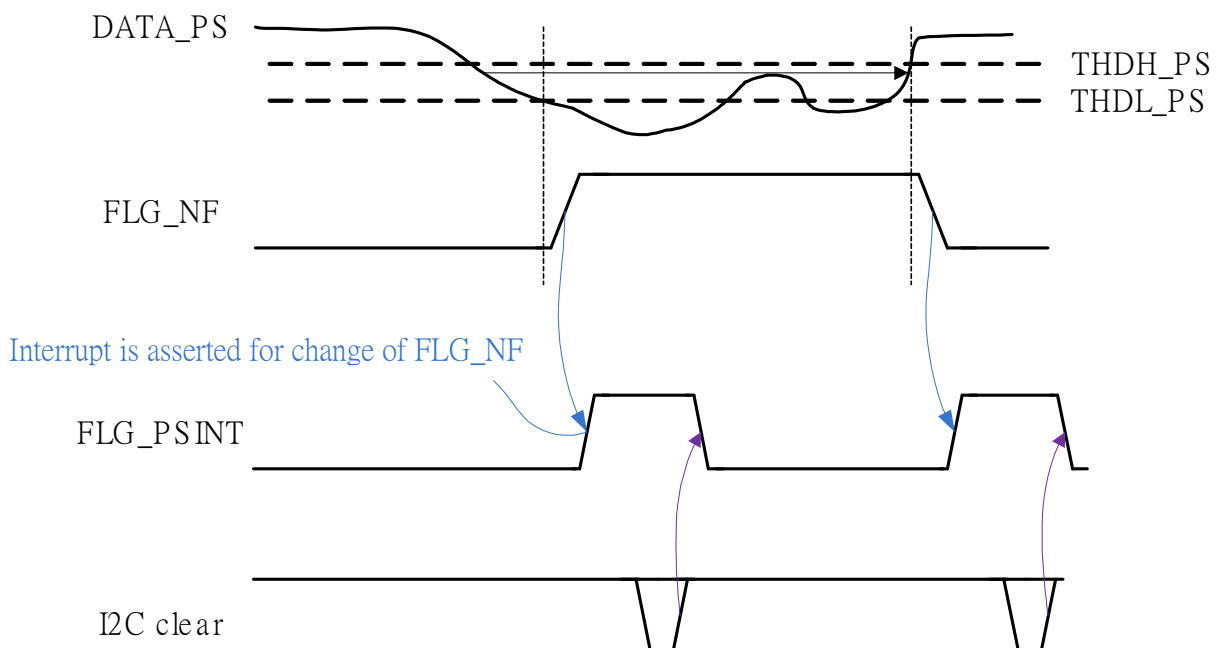 DATA_PS
THDH_PS
THDL_PS
FLG_NF
Interrupt is asserted for change of FLG_NF
FLG_PSINT
I2C clear